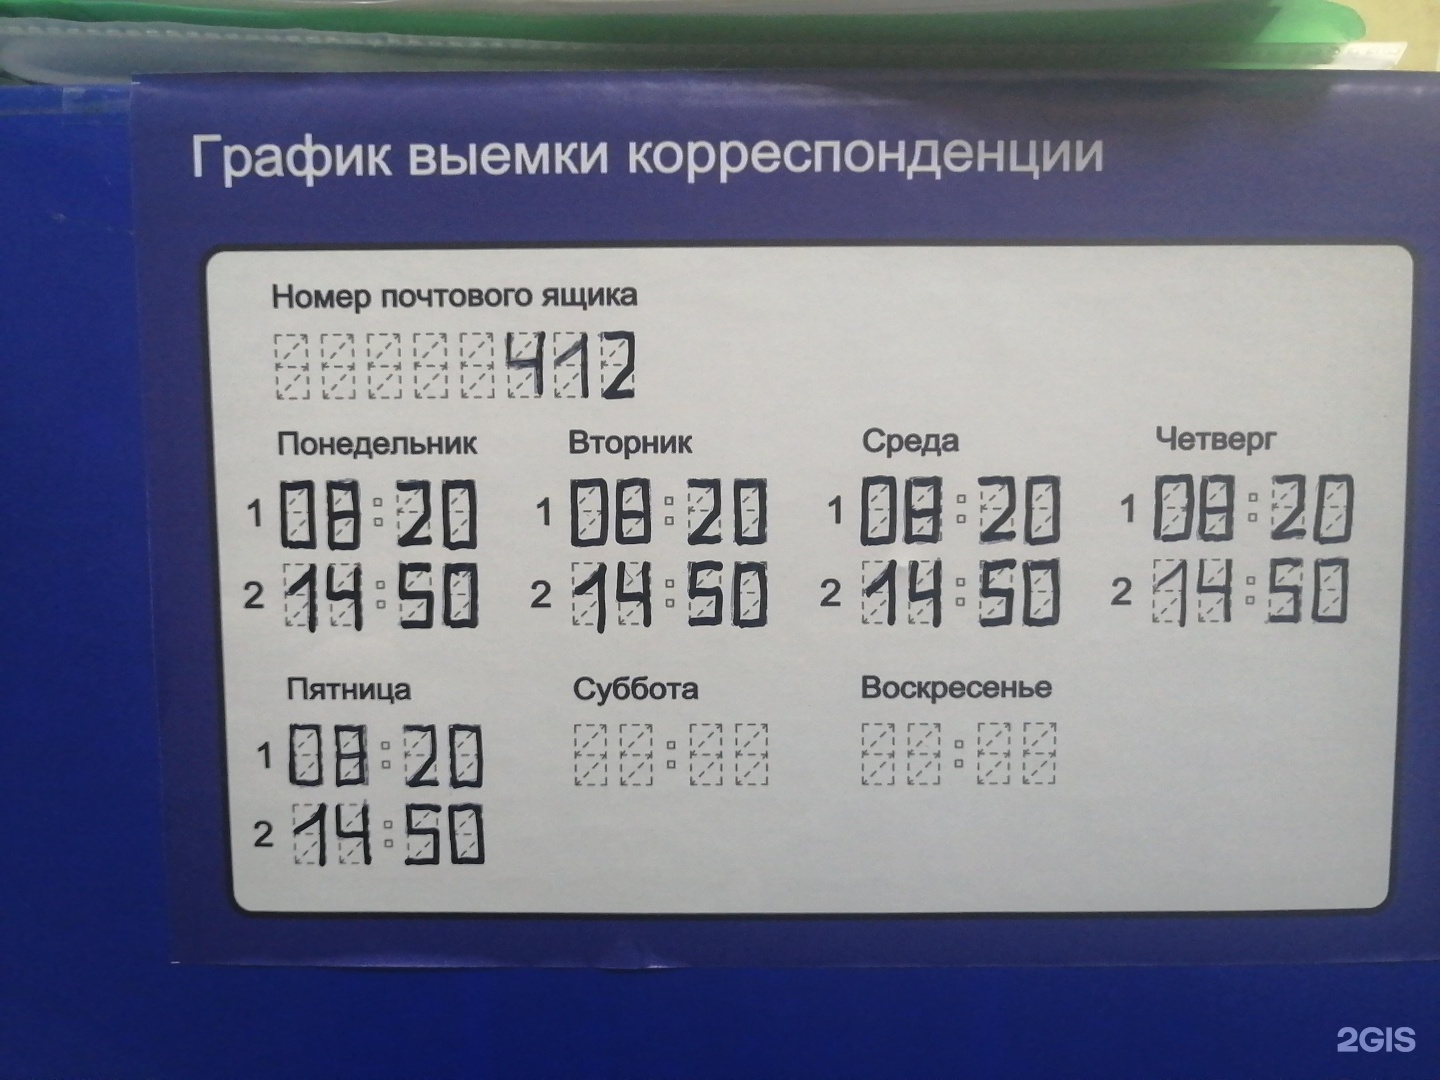 График выемки корреспонденции
Номер почтового ящика
412
Понедельник Вторник Среда Четверг
1 08:20 1 08:20 1 08:20 1 08:20
2 14:50 2 14:50 2 14:50 2 14:50
Пятница Суббота Воскресенье
1 08:20
2 14:50
2GIS